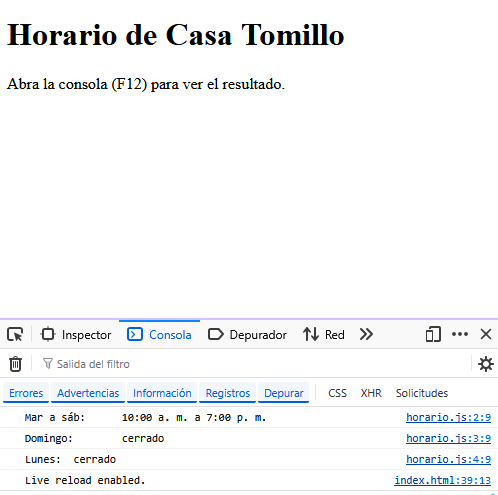 Horario de Casa Tomillo
Abra la consola (F12) para ver el resultado.
Inspector Consola Depurador Red
Salida del filtro
Errores Advertencias Información Registros Depurar CSS XHR Solicitudes
Mar a sáb: 10:00 a. m. a 7:00 p. m. horario.js:2:9
Domingo: cerrado horario.js:3:9
Lunes: cerrado horario.js:4:9
Live reload enabled. index.html:39:13